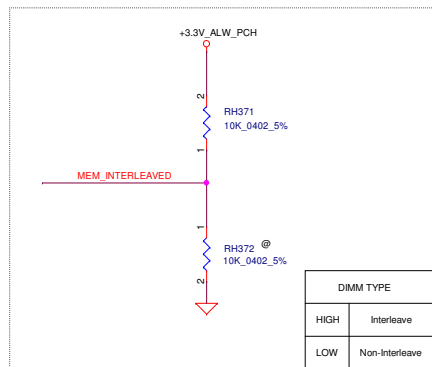 +3.3V_ALW_PCH
2
RH371
10K_0402_5%
1
MEM_INTERLEAVED
1
RH372 @
10K_0402_5%
2
DIMM TYPE
HIGH Interleave
LOW Non-Interleave